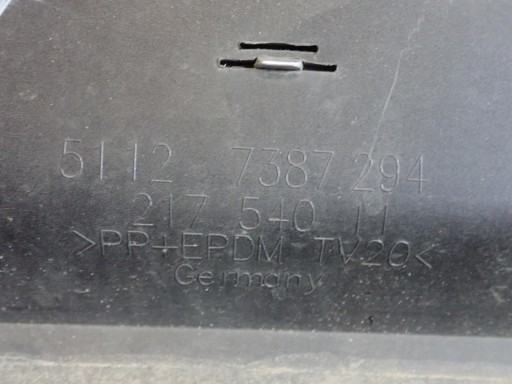 5112 7387 294
217 540 11
>PP+EPDM TV20<
Germany